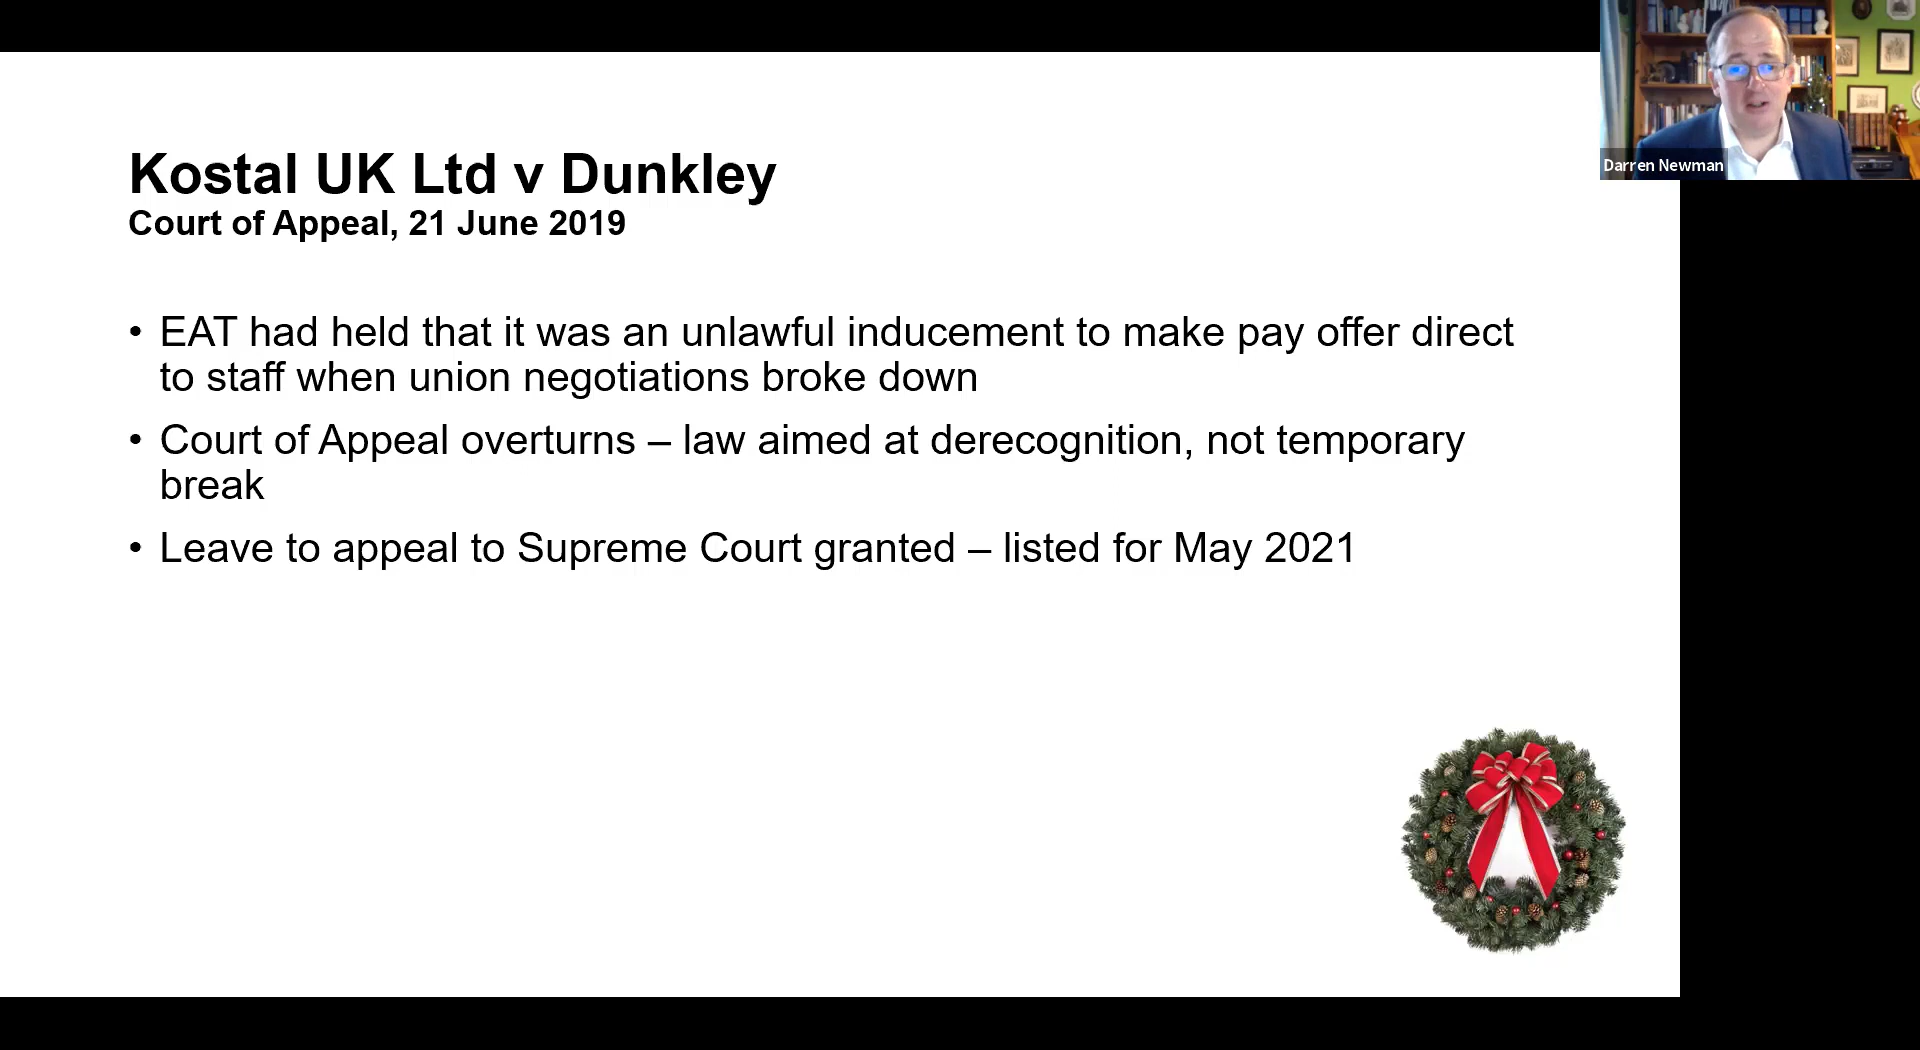 Darren Newman
Kostal UK Ltd v Dunkley
Court of Appeal, 21 June 2019
• EAT had held that it was an unlawful inducement to make pay offer direct
to staff when union negotiations broke down
• Court of Appeal overturns – law aimed at derecognition, not temporary
break
• Leave to appeal to Supreme Court granted – listed for May 2021